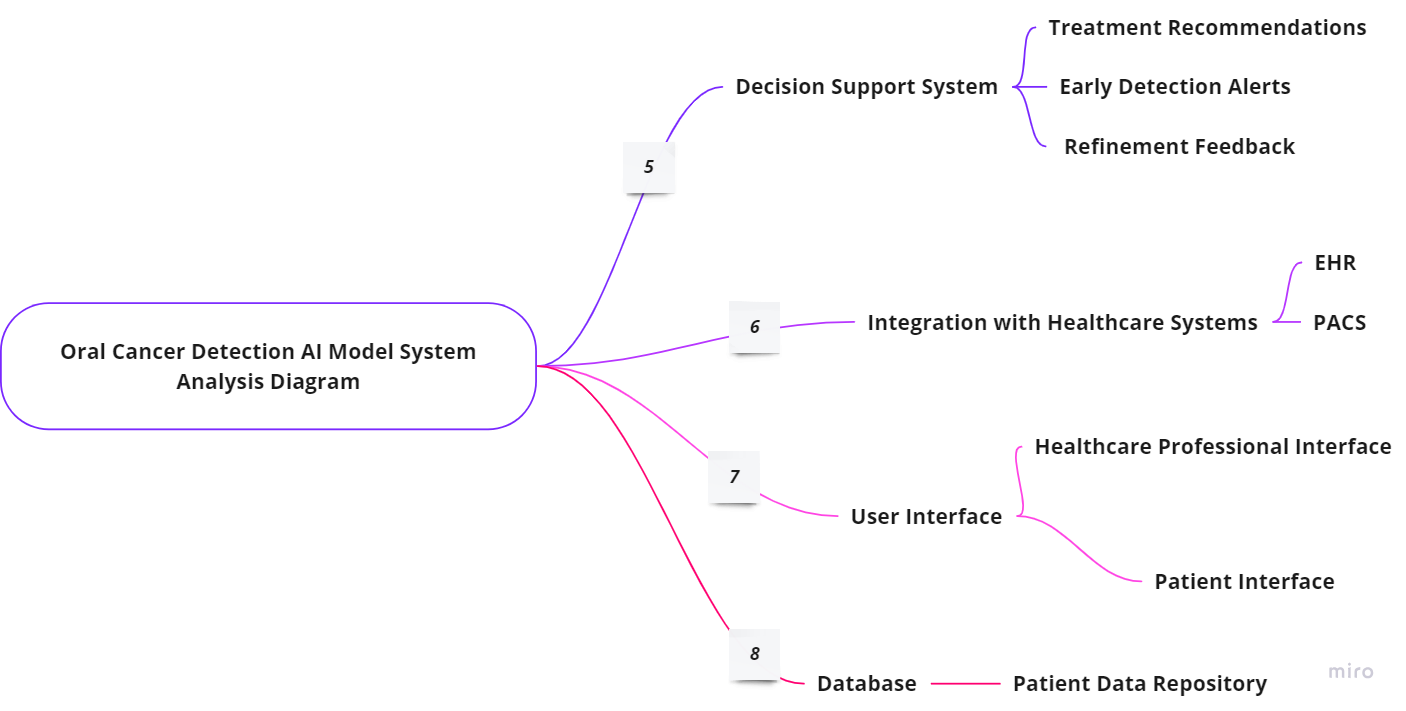 Treatment Recommendations
Decision Support System
Early Detection Alerts
Refinement Feedback
5
EHR
6
Integration with Healthcare Systems
PACS
Oral Cancer Detection AI Model System
Analysis Diagram
Healthcare Professional Interface
7
User Interface
Patient Interface
8
Database
Patient Data Repository
miro